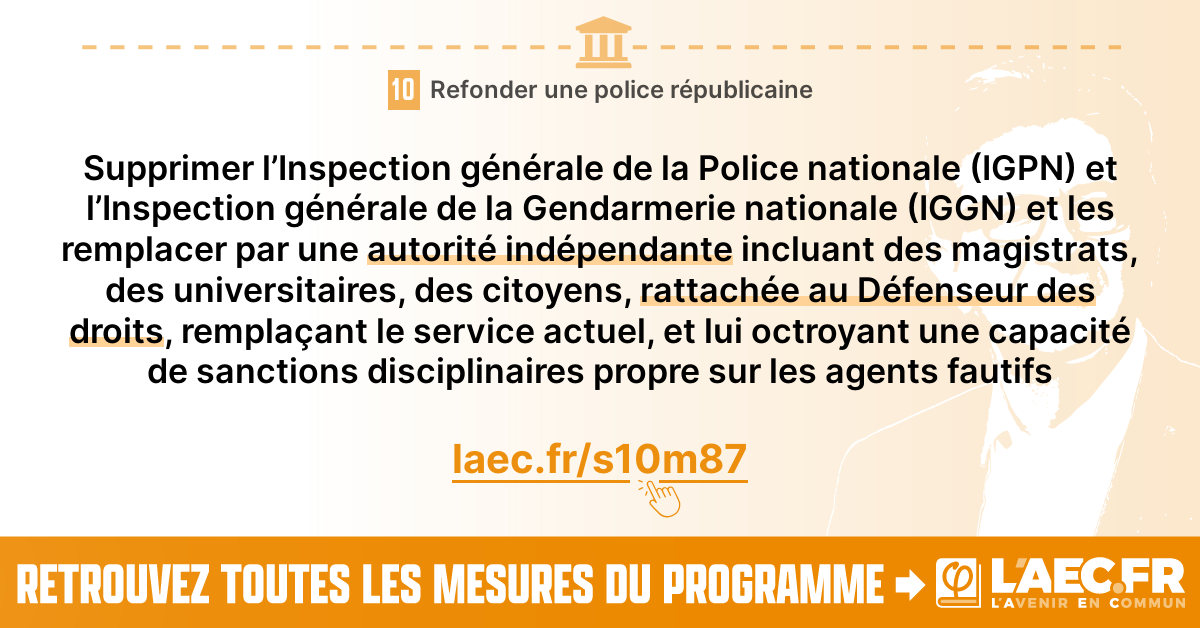 10 Refonder une police républicaine
Supprimer l’Inspection générale de la Police nationale (IGPN) et
l’Inspection générale de la Gendarmerie nationale (IGGN) et les
remplacer par une autorité indépendante incluant des magistrats,
des universitaires, des citoyens, rattachée au Défenseur des
droits, remplaçant le service actuel, et lui octroyant une capacité
de sanctions disciplinaires propre sur les agents fautifs
laec.fr/s10m87
RETROUVEZ TOUTES LES MESURES DU PROGRAMME
φ L'AEC.FR
L'AVENIR EN COMMUN